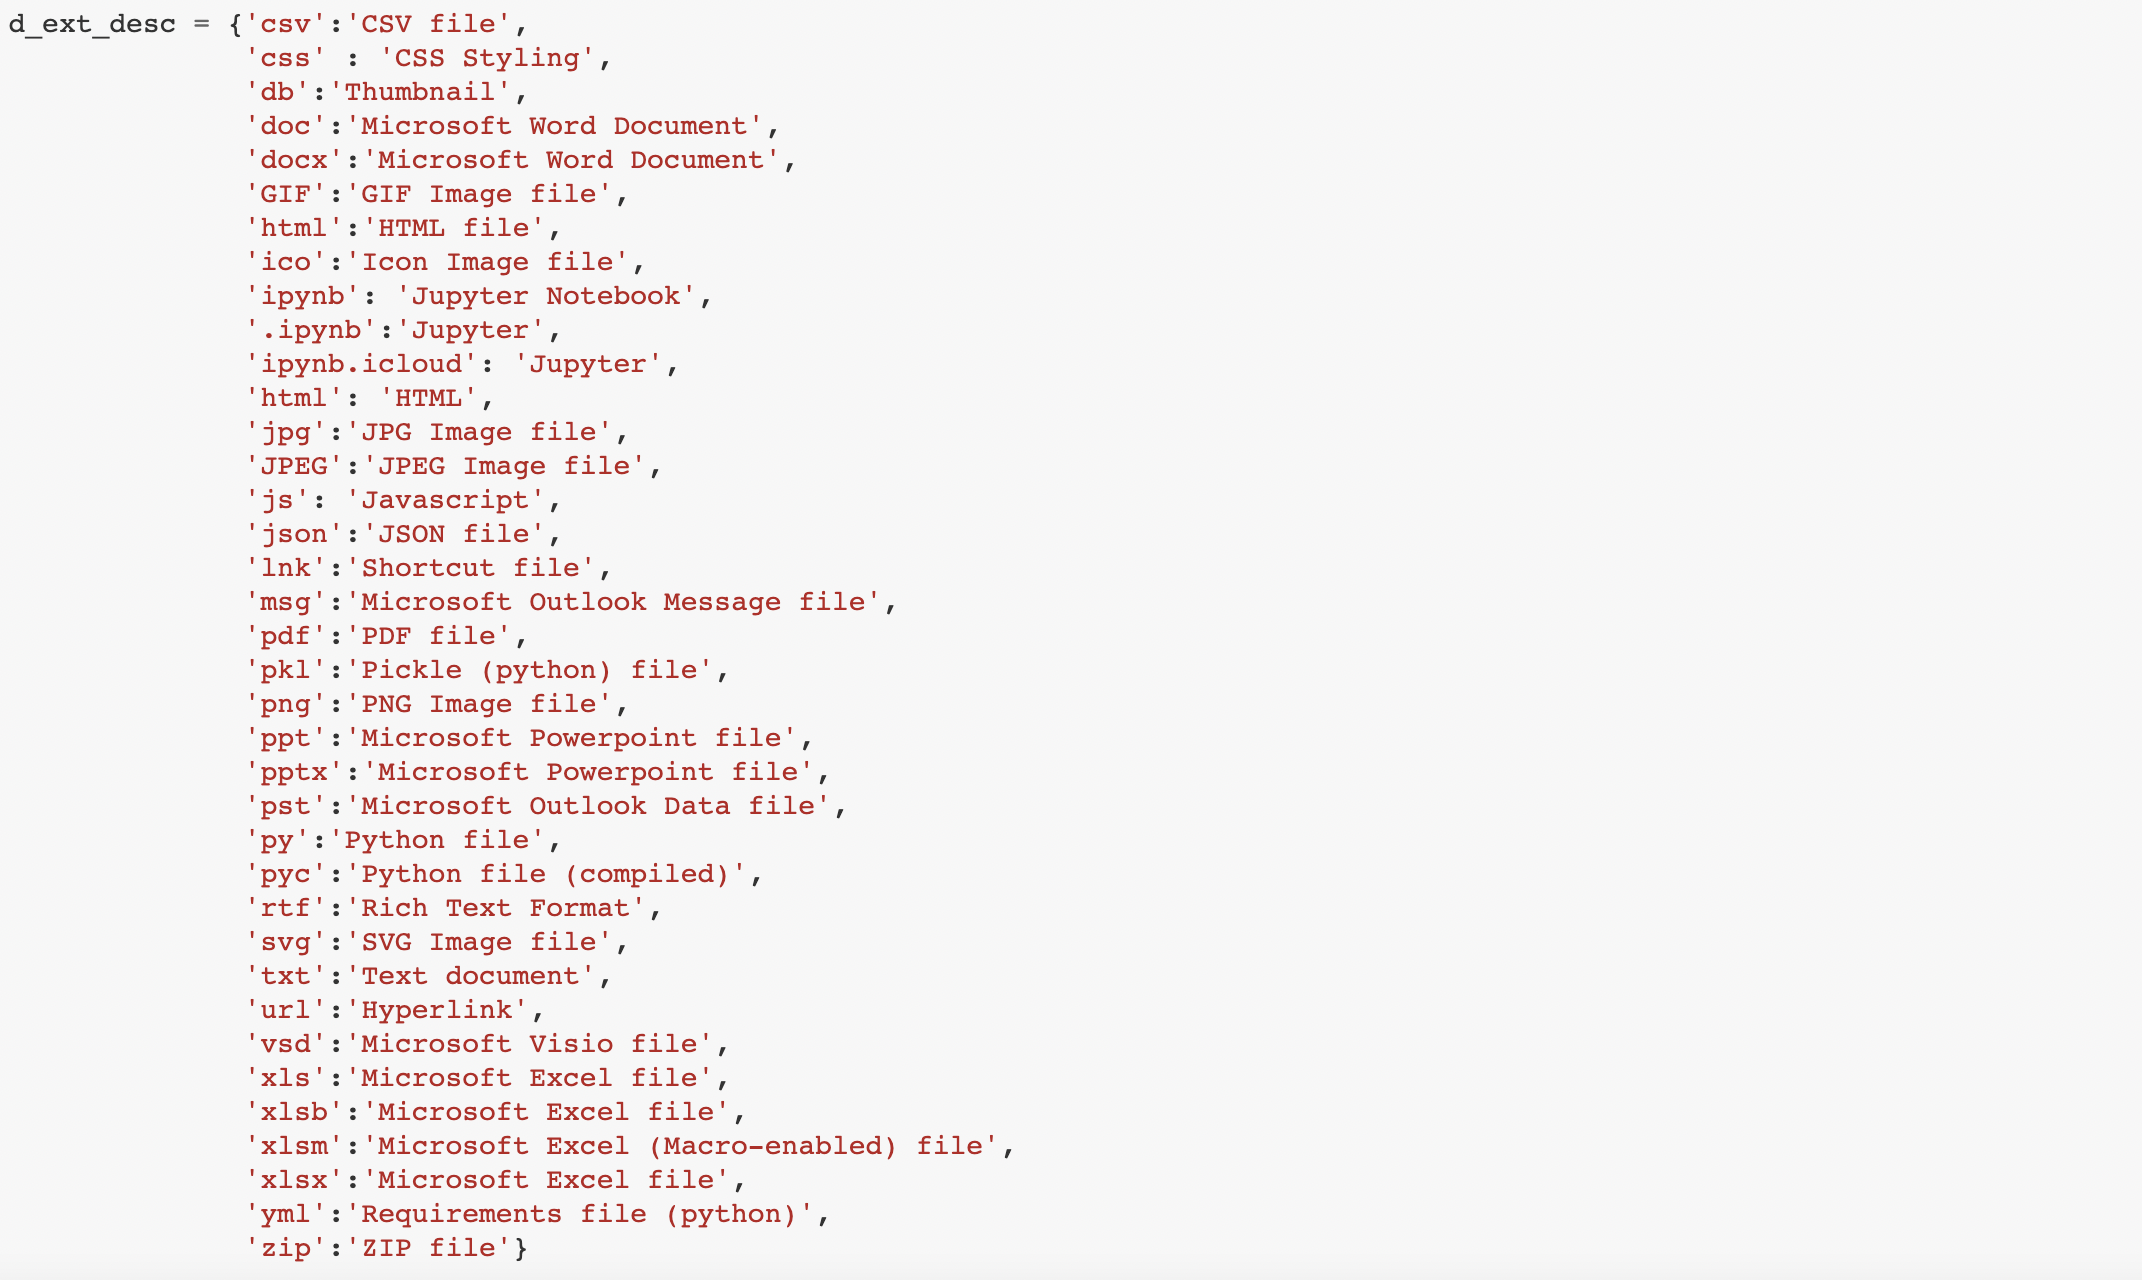 d_ext_desc = {'csv':'CSV file',
'css' : 'CSS Styling',
'db':'Thumbnail',
'doc':'Microsoft Word Document',
'docx':'Microsoft Word Document',
'GIF':'GIF Image file',
'html':'HTML file',
'ico':'Icon Image file',
'ipynb': 'Jupyter Notebook',
'.ipynb':'Jupyter',
'ipynb.icloud': 'Jupyter',
'html': 'HTML',
'jpg':'JPG Image file',
'JPEG':'JPEG Image file',
'js': 'Javascript',
'json':'JSON file',
'lnk':'Shortcut file',
'msg':'Microsoft Outlook Message file',
'pdf':'PDF file',
'pkl':'Pickle (python) file',
'png':'PNG Image file',
'ppt':'Microsoft Powerpoint file',
'pptx':'Microsoft Powerpoint file',
'pst':'Microsoft Outlook Data file',
'py':'Python file',
'pyc':'Python file (compiled)',
'rtf':'Rich Text Format',
'svg':'SVG Image file',
'txt':'Text document',
'url':'Hyperlink',
'vsd':'Microsoft Visio file',
'xls':'Microsoft Excel file',
'xlsb':'Microsoft Excel file',
'xlsm':'Microsoft Excel (Macro-enabled) file',
'xlsx':'Microsoft Excel file',
'yml':'Requirements file (python)',
'zip':'ZIP file'}